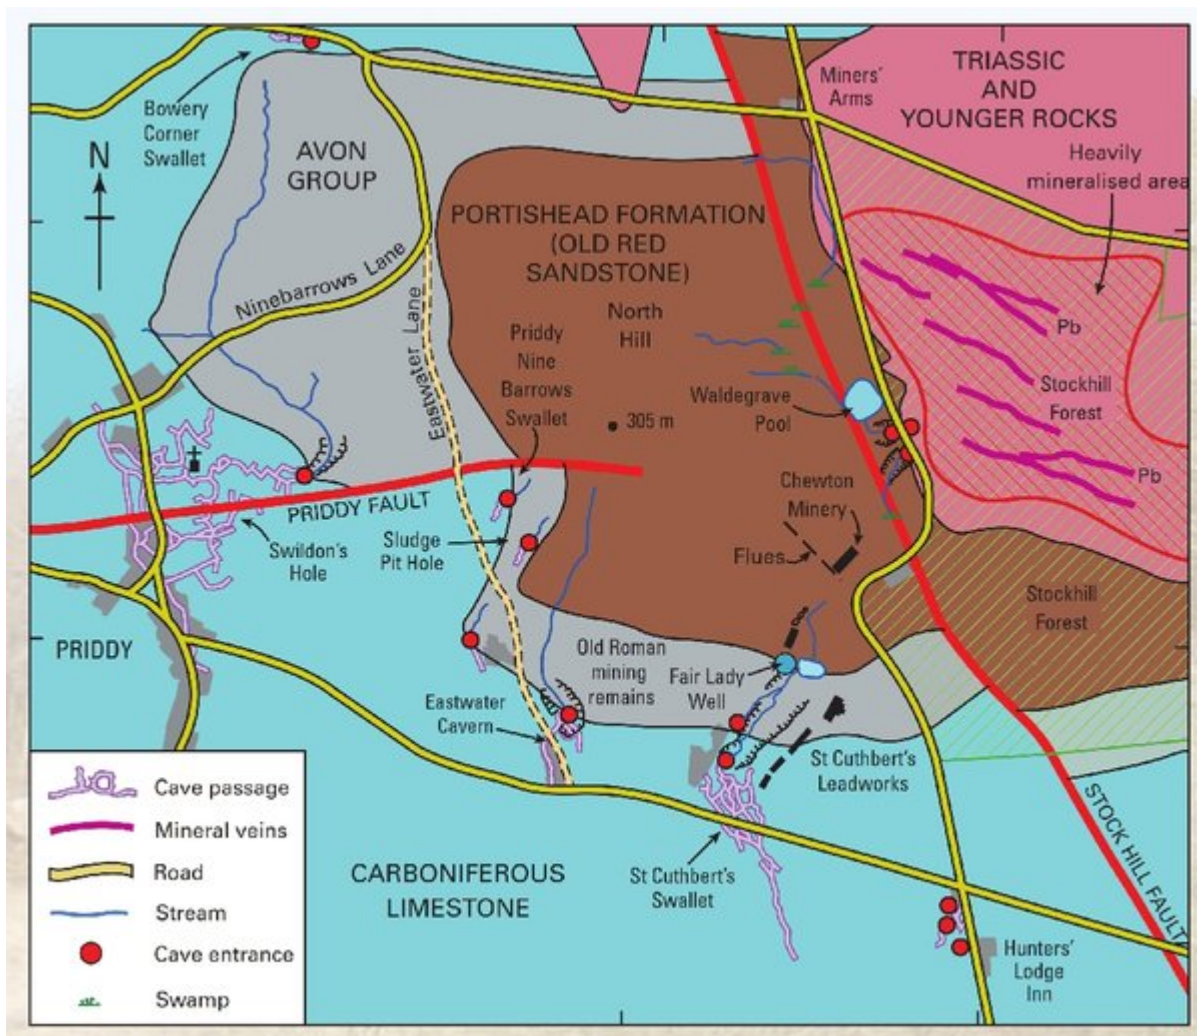 Bowery
Corner
Swallet
N
AVON
GROUP
Miners'
Arms
TRIASSIC
AND
YOUNGER ROCKS
Heavily
mineralised area
PORTISHEAD FORMATION
(OLD RED
SANDSTONE)
Ninebarrows Lane
Eastwater Lane
North
Hill
Priddy
Nine
Barrows
Swallet
305 m
Waldegrave
Pool
Pb
Stockhill
Forest
Pb
PRIDDY FAULT
Swildon's
Hole
Sludge
Pit Hole
Chewton
Minery
Flues
Stockhill
Forest
PRIDDY
Old Roman
mining
remains
Fair Lady
Well
Eastwater
Cavern
St Cuthbert's
Leadworks
STOCK HILL FAULT
CARBONIFEROUS
LIMESTONE
St Cuthbert's
Swallet
Hunters'
Lodge
Inn
Cave passage
Mineral veins
Road
Stream
Cave entrance
Swamp